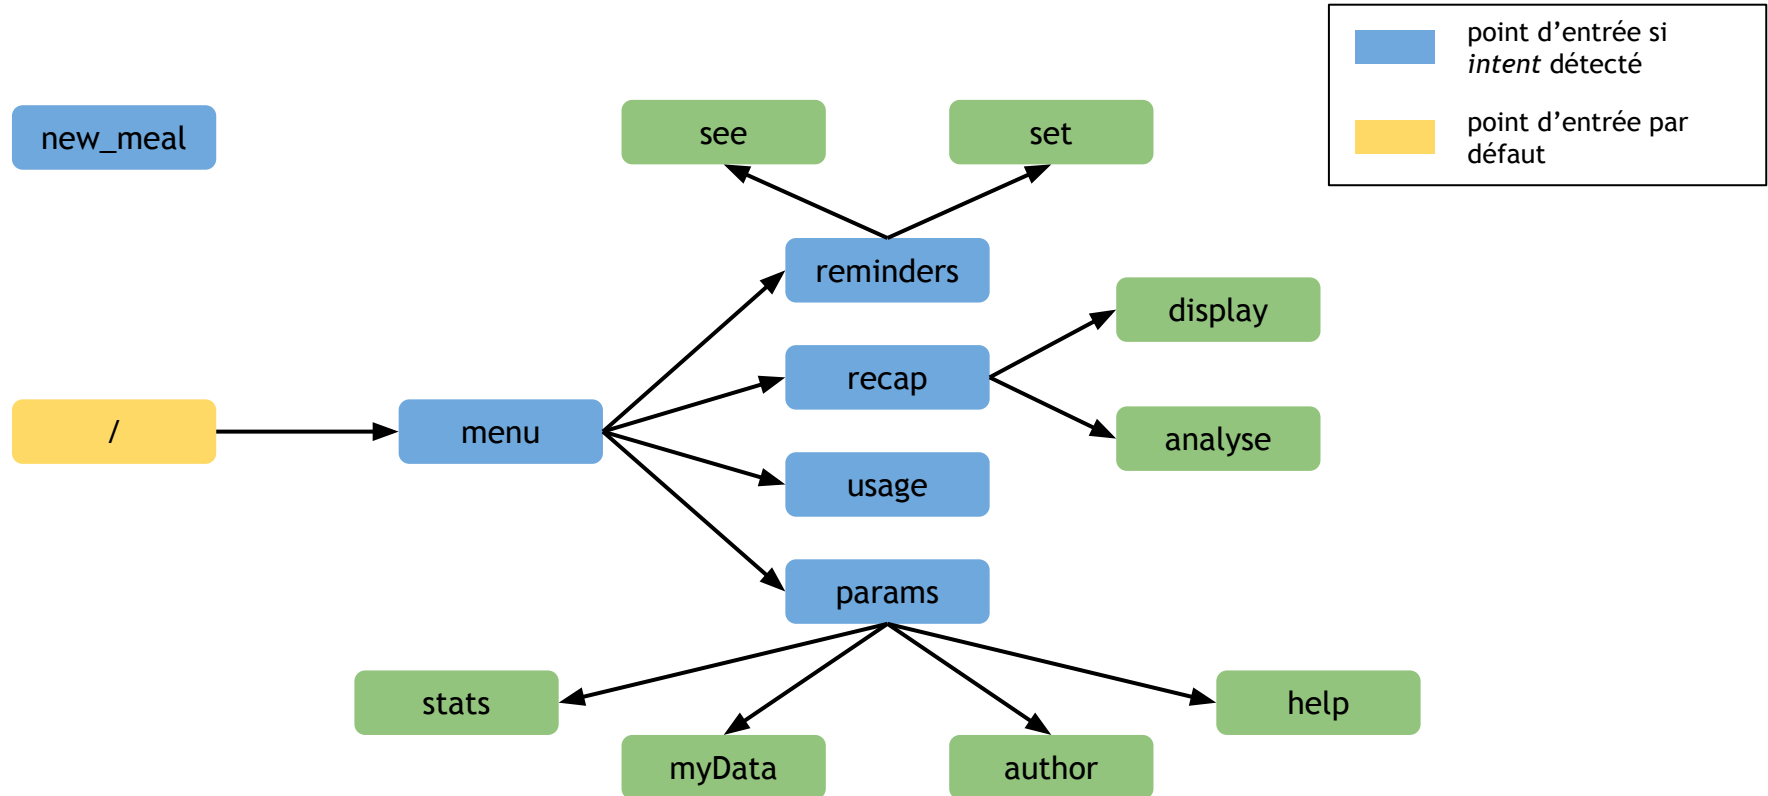 point d’entrée si
intent détecté
point d’entrée par
défaut
new_meal
see
set
reminders
display
recap
/
menu
analyse
usage
params
stats
help
myData
author